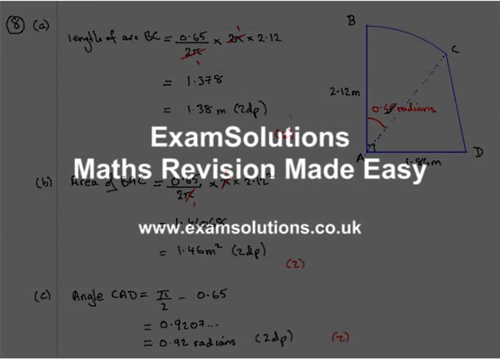 8 (a) length of arc BC = 0.65/2π × 2π × 2.12
= 1.378
= 1.38 m (2dp)
B
C
2.12m
0.65 radians
A
1.86m
D
ExamSolutions
Maths Revision Made Easy
www.examsolutions.co.uk
(b) Area of BAC = 0.65/2π × π × 2.12²
= 1.46m² (2dp)
(2)
(c) Angle CAD = π/2 - 0.65
= 0.9207...
= 0.92 radians (2dp) (2)